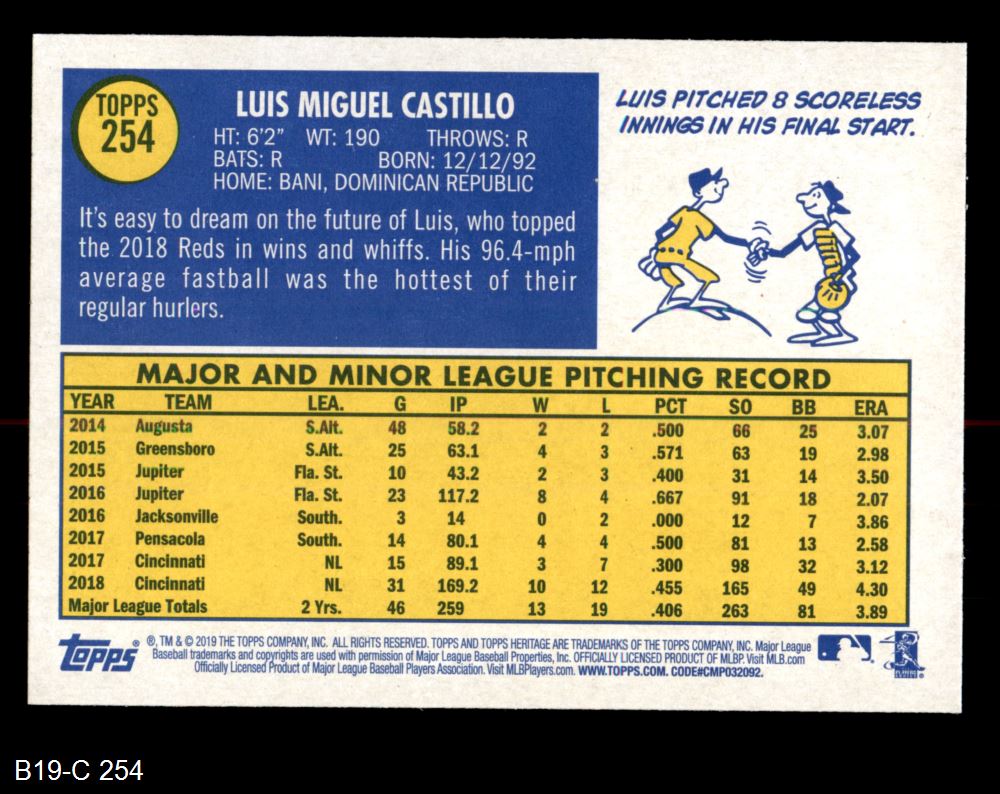 TOPPS
254
LUIS MIGUEL CASTILLO
HT: 6'2" WT: 190 THROWS: R
BATS: R BORN: 12/12/92
HOME: BANI, DOMINICAN REPUBLIC
It's easy to dream on the future of Luis, who topped
the 2018 Reds in wins and whiffs. His 96.4-mph
average fastball was the hottest of their
regular hurlers.
LUIS PITCHED 8 SCORELESS
INNINGS IN HIS FINAL START.
MAJOR AND MINOR LEAGUE PITCHING RECORD
YEAR TEAM LEA. G IP W L PCT SO BB ERA
2014 Augusta S.Alt. 48 58.2 2 2 .500 66 25 3.07
2015 Greensboro S.Alt. 25 63.1 4 3 .571 63 19 2.98
2015 Jupiter Fla. St. 10 43.2 2 3 .400 31 14 3.50
2016 Jupiter Fla. St. 23 117.2 8 4 .667 91 18 2.07
2016 Jacksonville South. 3 14 0 2 .000 12 7 3.86
2017 Pensacola South. 14 80.1 4 4 .500 81 13 2.58
2017 Cincinnati NL 15 89.1 3 7 .300 98 32 3.12
2018 Cincinnati NL 31 169.2 10 12 .455 165 49 4.30
Major League Totals 2 Yrs. 46 259 13 19 .406 263 81 3.89
Topps
®, TM & © 2019 THE TOPPS COMPANY, INC. ALL RIGHTS RESERVED. TOPPS AND TOPPS HERITAGE ARE TRADEMARKS OF THE TOPPS COMPANY, INC. Major League
Baseball trademarks and copyrights are used with permission of Major League Baseball Properties, Inc. OFFICIALLY LICENSED PRODUCT OF MLBP. Visit MLB.com
Officially Licensed Product of Major League Baseball Players Association. Visit MLBPlayers.com. WWW.TOPPS.COM. CODE#CMP032092.
B19-C 254